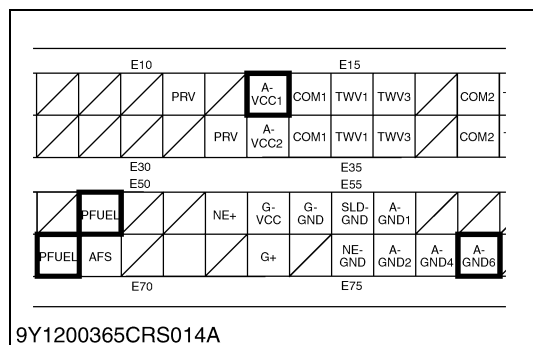 E10 E15
PRV A-VCC1 COM1 TWV1 TWV3 COM2
PRV A-VCC2 COM1 TWV1 TWV3 COM2
E30 E35
E50 E55
PFUEL NE+ G-VCC G-GND SLD-GND A-GND1
PFUEL AFS G+ NE-GND A-GND2 A-GND4 A-GND6
E70 E75
9Y1200365CRS014A